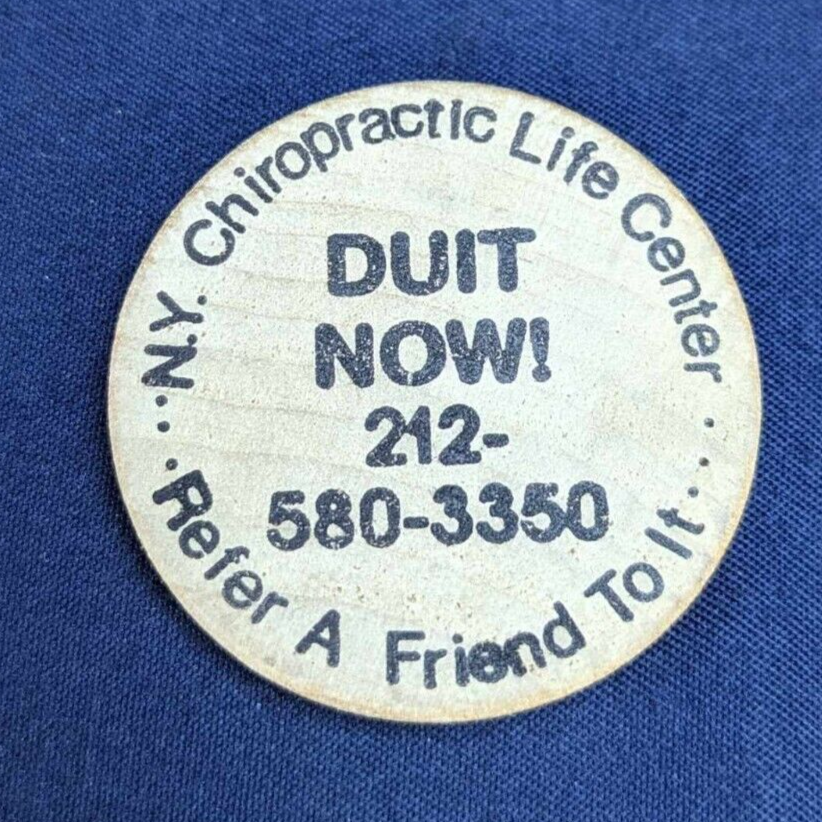 N.Y. Chiropractic Life Center
DUIT
NOW!
212-
580-3350
Refer A Friend To It